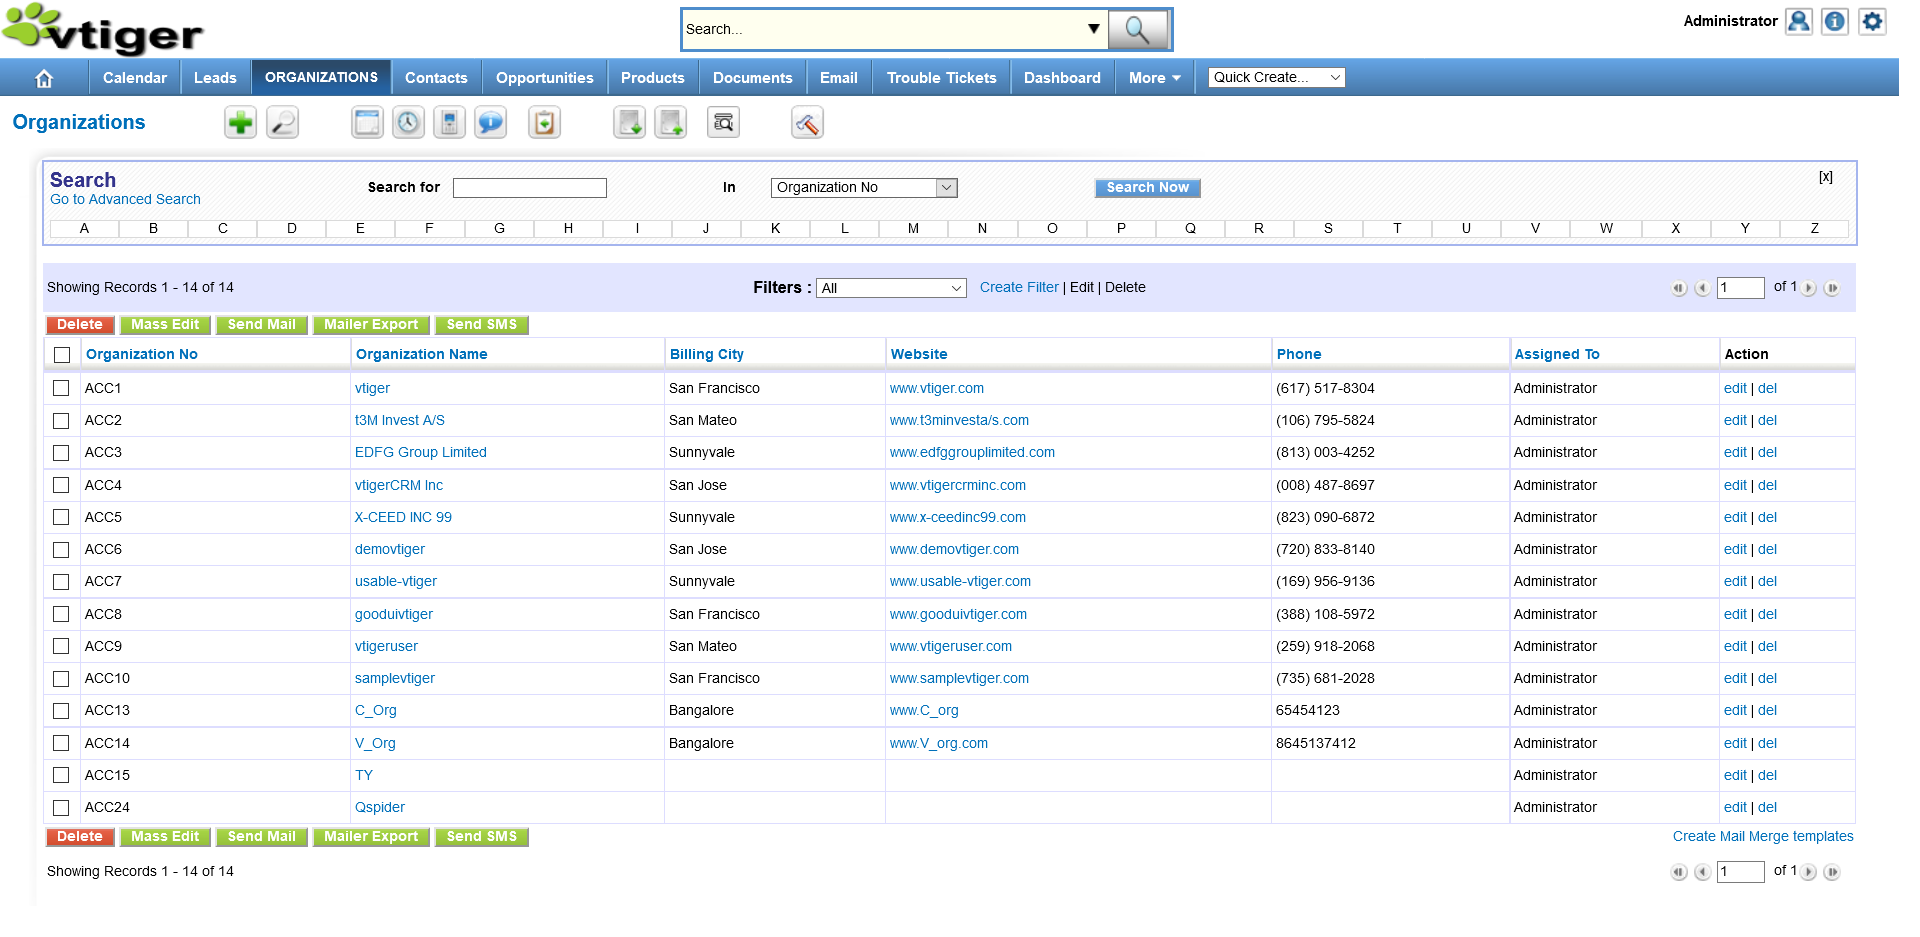 vtiger
Search...
Administrator
Calendar Leads ORGANIZATIONS Contacts Opportunities Products Documents Email Trouble Tickets Dashboard More Quick Create...
Organizations
Search
Go to Advanced Search
Search for In Organization No Search Now [x]
A B C D E F G H I J K L M N O P Q R S T U V W X Y Z
Showing Records 1 - 14 of 14 Filters : All Create Filter | Edit | Delete 1 of 1
Delete Mass Edit Send Mail Mailer Export Send SMS
Organization No Organization Name Billing City Website Phone Assigned To Action
ACC1 vtiger San Francisco www.vtiger.com (617) 517-8304 Administrator edit | del
ACC2 t3M Invest A/S San Mateo www.t3minvesta/s.com (106) 795-5824 Administrator edit | del
ACC3 EDFG Group Limited Sunnyvale www.edfggrouplimited.com (813) 003-4252 Administrator edit | del
ACC4 vtigerCRM Inc San Jose www.vtigercrminc.com (008) 487-8697 Administrator edit | del
ACC5 X-CEED INC 99 Sunnyvale www.x-ceedinc99.com (823) 090-6872 Administrator edit | del
ACC6 demovtiger San Jose www.demovtiger.com (720) 833-8140 Administrator edit | del
ACC7 usable-vtiger Sunnyvale www.usable-vtiger.com (169) 956-9136 Administrator edit | del
ACC8 gooduivtiger San Francisco www.gooduivtiger.com (388) 108-5972 Administrator edit | del
ACC9 vtigeruser San Mateo www.vtigeruser.com (259) 918-2068 Administrator edit | del
ACC10 samplevtiger San Francisco www.samplevtiger.com (735) 681-2028 Administrator edit | del
ACC13 C_Org Bangalore www.C_org 65454123 Administrator edit | del
ACC14 V_Org Bangalore www.V_org.com 8645137412 Administrator edit | del
ACC15 TY Administrator edit | del
ACC24 Qspider Administrator edit | del
Delete Mass Edit Send Mail Mailer Export Send SMS Create Mail Merge templates
Showing Records 1 - 14 of 14 1 of 1